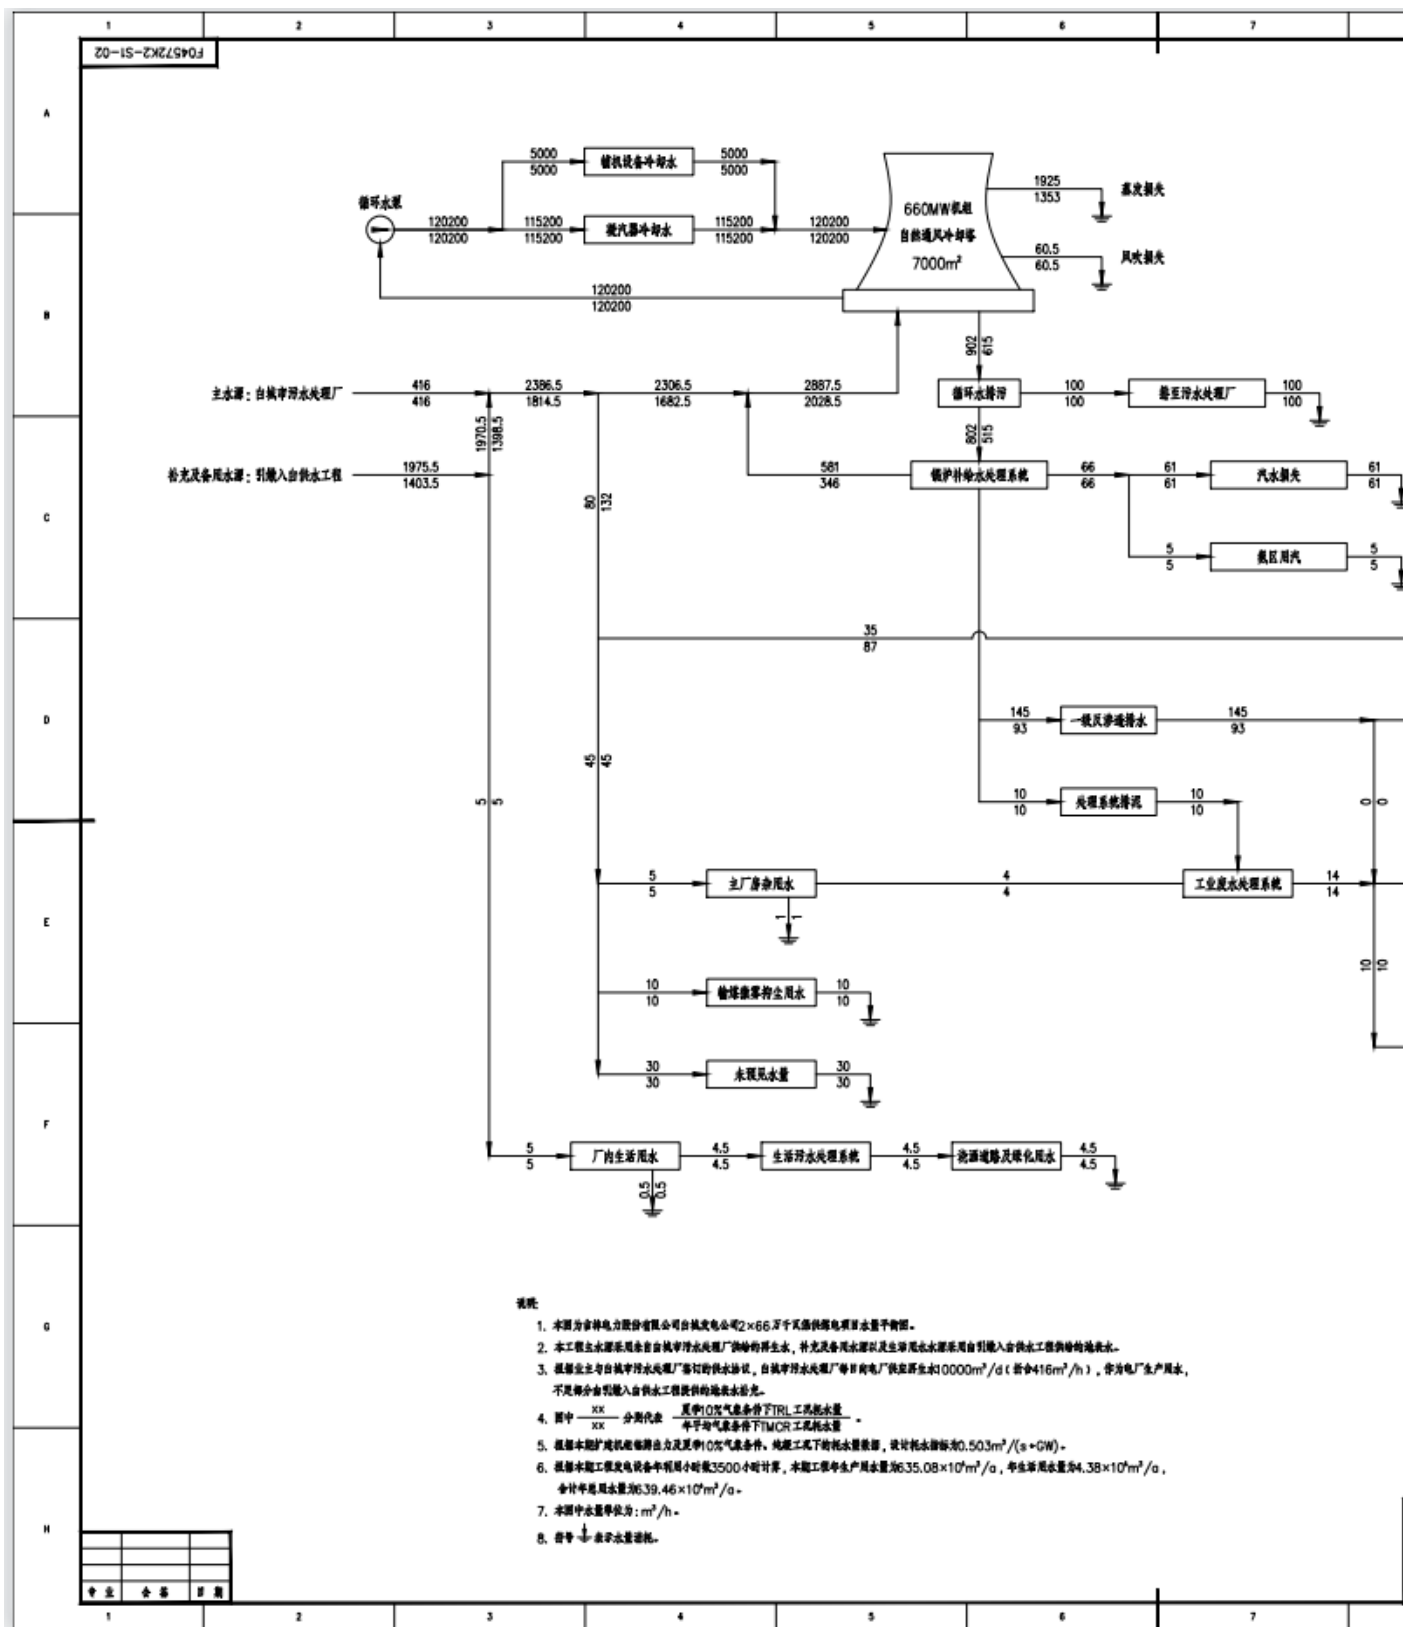 1 2 3 4 5 6 7
F04572K2-S1-02
A
5000 辅机设备冷却水 5000
5000 5000
循环水泵
120200 115200 凝汽器冷却水 115200 120200
120200 115200 115200 120200
660MW机组
自然通风冷却塔
7000m²
1925 蒸发损失
1353
60.5 风吹损失
60.5
120200
120200
B
902 615
主水源：白城市污水处理厂 416 2386.5 2306.5 2887.5 循环水排污 100 排至污水处理厂 100
416 1814.5 1682.5 2028.5 100 100
1970.5 1398.5
802 515
补充及备用水源：引嫩入白供水工程 1975.5 581 锅炉补给水处理系统 66 61 汽水损失 61
1403.5 346 66 61 61
80 132
C
5 5
5 5
35
87
D
145 一级反渗透排水 145
93 93
45 45
10 处理系统排泥 10
10 10
5 5
0 0
5 主厂房杂用水 4 工业废水处理系统 14
5 4 14
1 1
E
10 输煤微雾抑尘用水 10
10 10
10 10
30 未预见水量 30
30 30
F
5 厂内生活用水 4.5 生活污水处理系统 4.5 浇洒道路及绿化用水 4.5
5 4.5 4.5 4.5
0.5 0.5
G
说明:
1. 本图为吉林电力股份有限公司白城发电公司2×66万千瓦保供煤电项目水量平衡图。
2. 本工程主水源采用来自白城市污水处理厂供给的再生水，补充及备用水源以及生活用水水源采用自引嫩入白供水工程供给的地表水。
3. 根据业主与白城市污水处理厂签订的供水协议，白城市污水处理厂每日向电厂供应再生水10000m³/d（折合416m³/h），作为电厂生产用水，
不足部分由引嫩入白供水工程提供的地表水补充。
4. 图中 xx 分别代表 夏季10%气象条件下TRL工况耗水量 。
xx 年平均气象条件下TMCR工况耗水量
5. 根据本期扩建机组铭牌出力及夏季10%气象条件、纯凝工况下的耗水量数据，设计耗水指标为0.503m³/(s•GW)。
6. 根据本期工程发电设备年利用小时数3500小时计算，本期工程年生产用水量为635.08×10⁴m³/a，年生活用水量为4.38×10⁴m³/a，
合计年总用水量为639.46×10⁴m³/a。
7. 本图中水量单位为：m³/h。
8. 符号 表示水量消耗。
H
专业 会签 日期
1 2 3 4 5 6 7